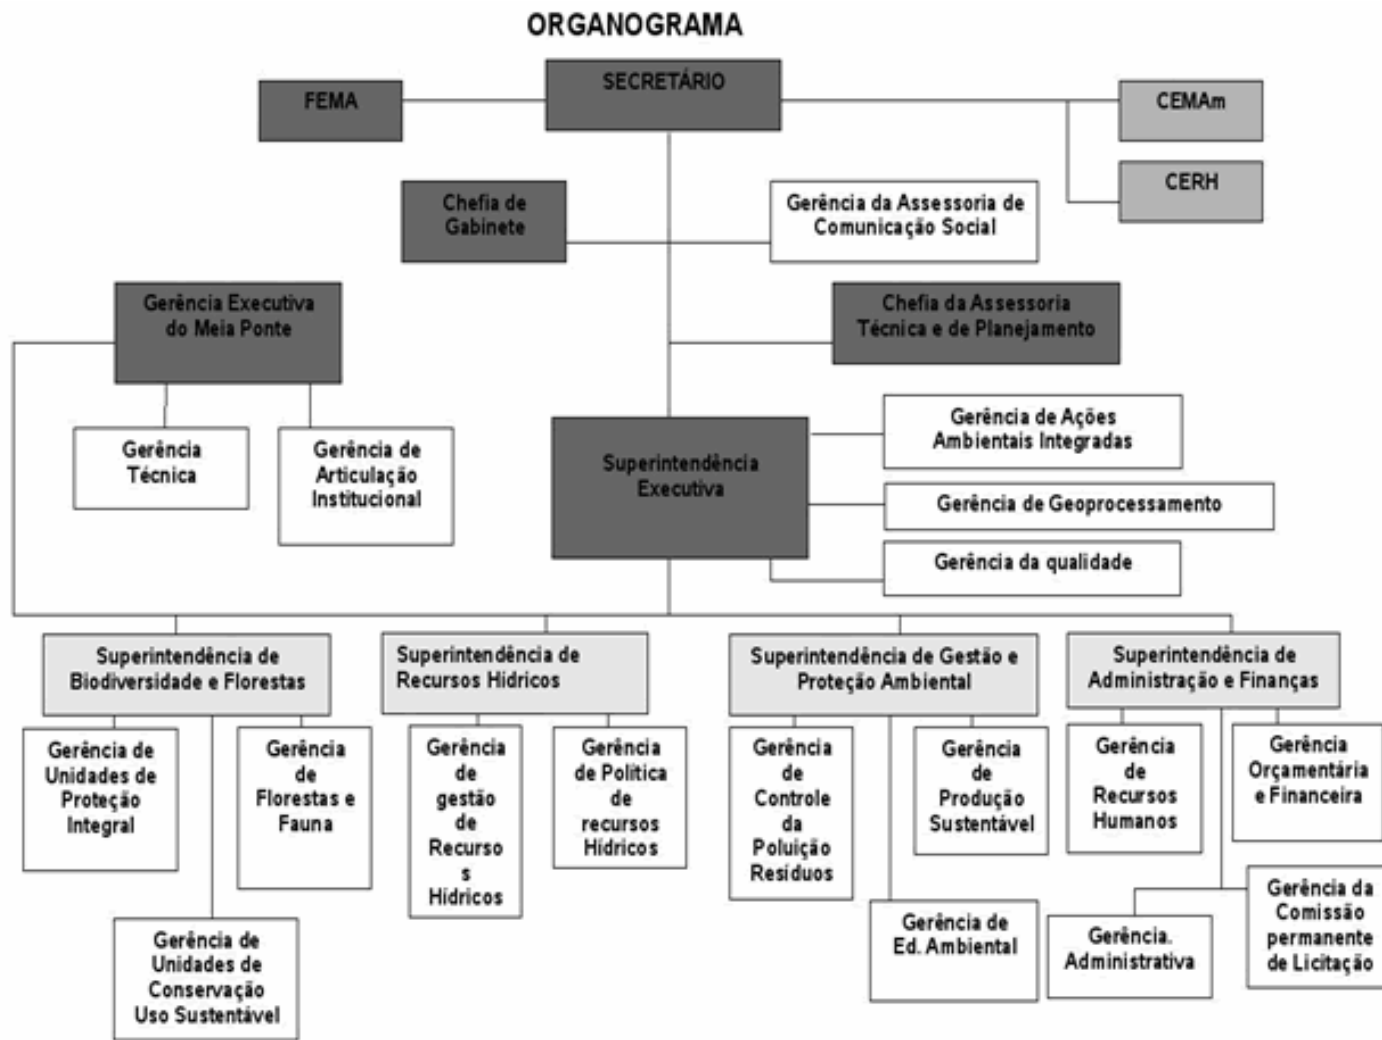 ORGANOGRAMA
SECRETÁRIO
FEMA
CEMAm
CERH
Chefia de
Gabinete
Gerência da Assessoria de
Comunicação Social
Gerência Executiva
do Meia Ponte
Chefia da Assessoria
Técnica e de Planejamento
Gerência
Técnica
Gerência de
Articulação
Institucional
Superintendência
Executiva
Gerência de Ações
Ambientais Integradas
Gerência de Geoprocessamento
Gerência da qualidade
Superintendência de
Biodiversidade e Florestas
Superintendência de
Recursos Hídricos
Superintendência de Gestão e
Proteção Ambiental
Superintendência de
Administração e Finanças
Gerência de
Unidades de
Proteção
Integral
Gerência
de
Florestas e
Fauna
Gerência
de
gestão
de
Recurso
s
Hídricos
Gerência
de Política
de
recursos
Hídricos
Gerência
de
Controle
da
Poluição
Resíduos
Gerência
de
Produção
Sustentável
Gerência
de
Recursos
Humanos
Gerência
Orçamentária
e Financeira
Gerência de
Unidades de
Conservação
Uso Sustentável
Gerência de
Ed. Ambiental
Gerência.
Administrativa
Gerência da
Comissão
permanente
de Licitação